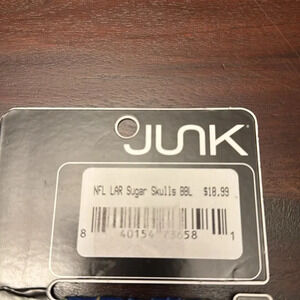 JUNK
NFL LAR Sugar Skulls BBL $18.99
8 40154 73658 1